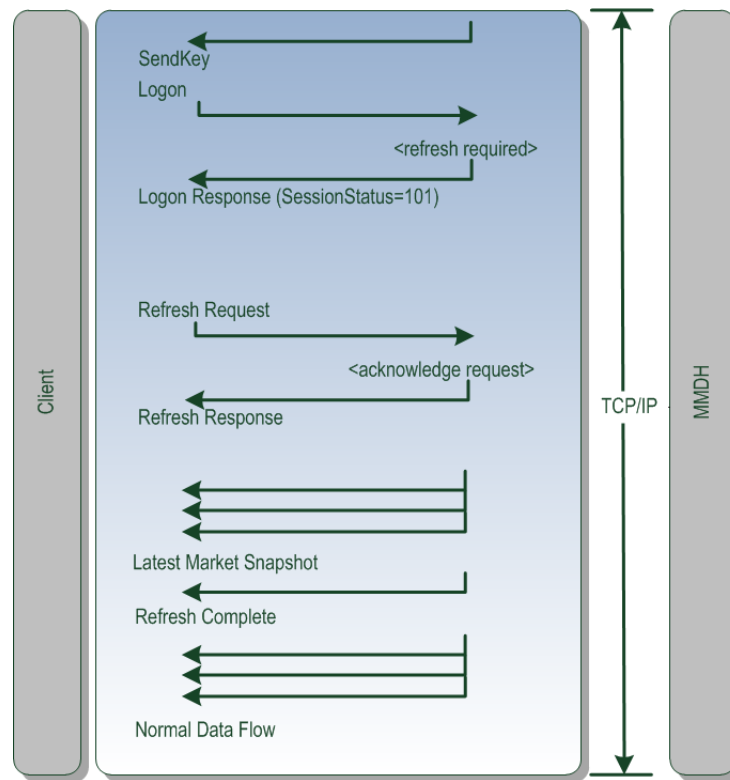 SendKey
Logon
<refresh required>
Logon Response (SessionStatus=101)
Refresh Request
<acknowledge request>
Refresh Response
Latest Market Snapshot
Refresh Complete
Normal Data Flow
Client
TCP/IP
MMDH